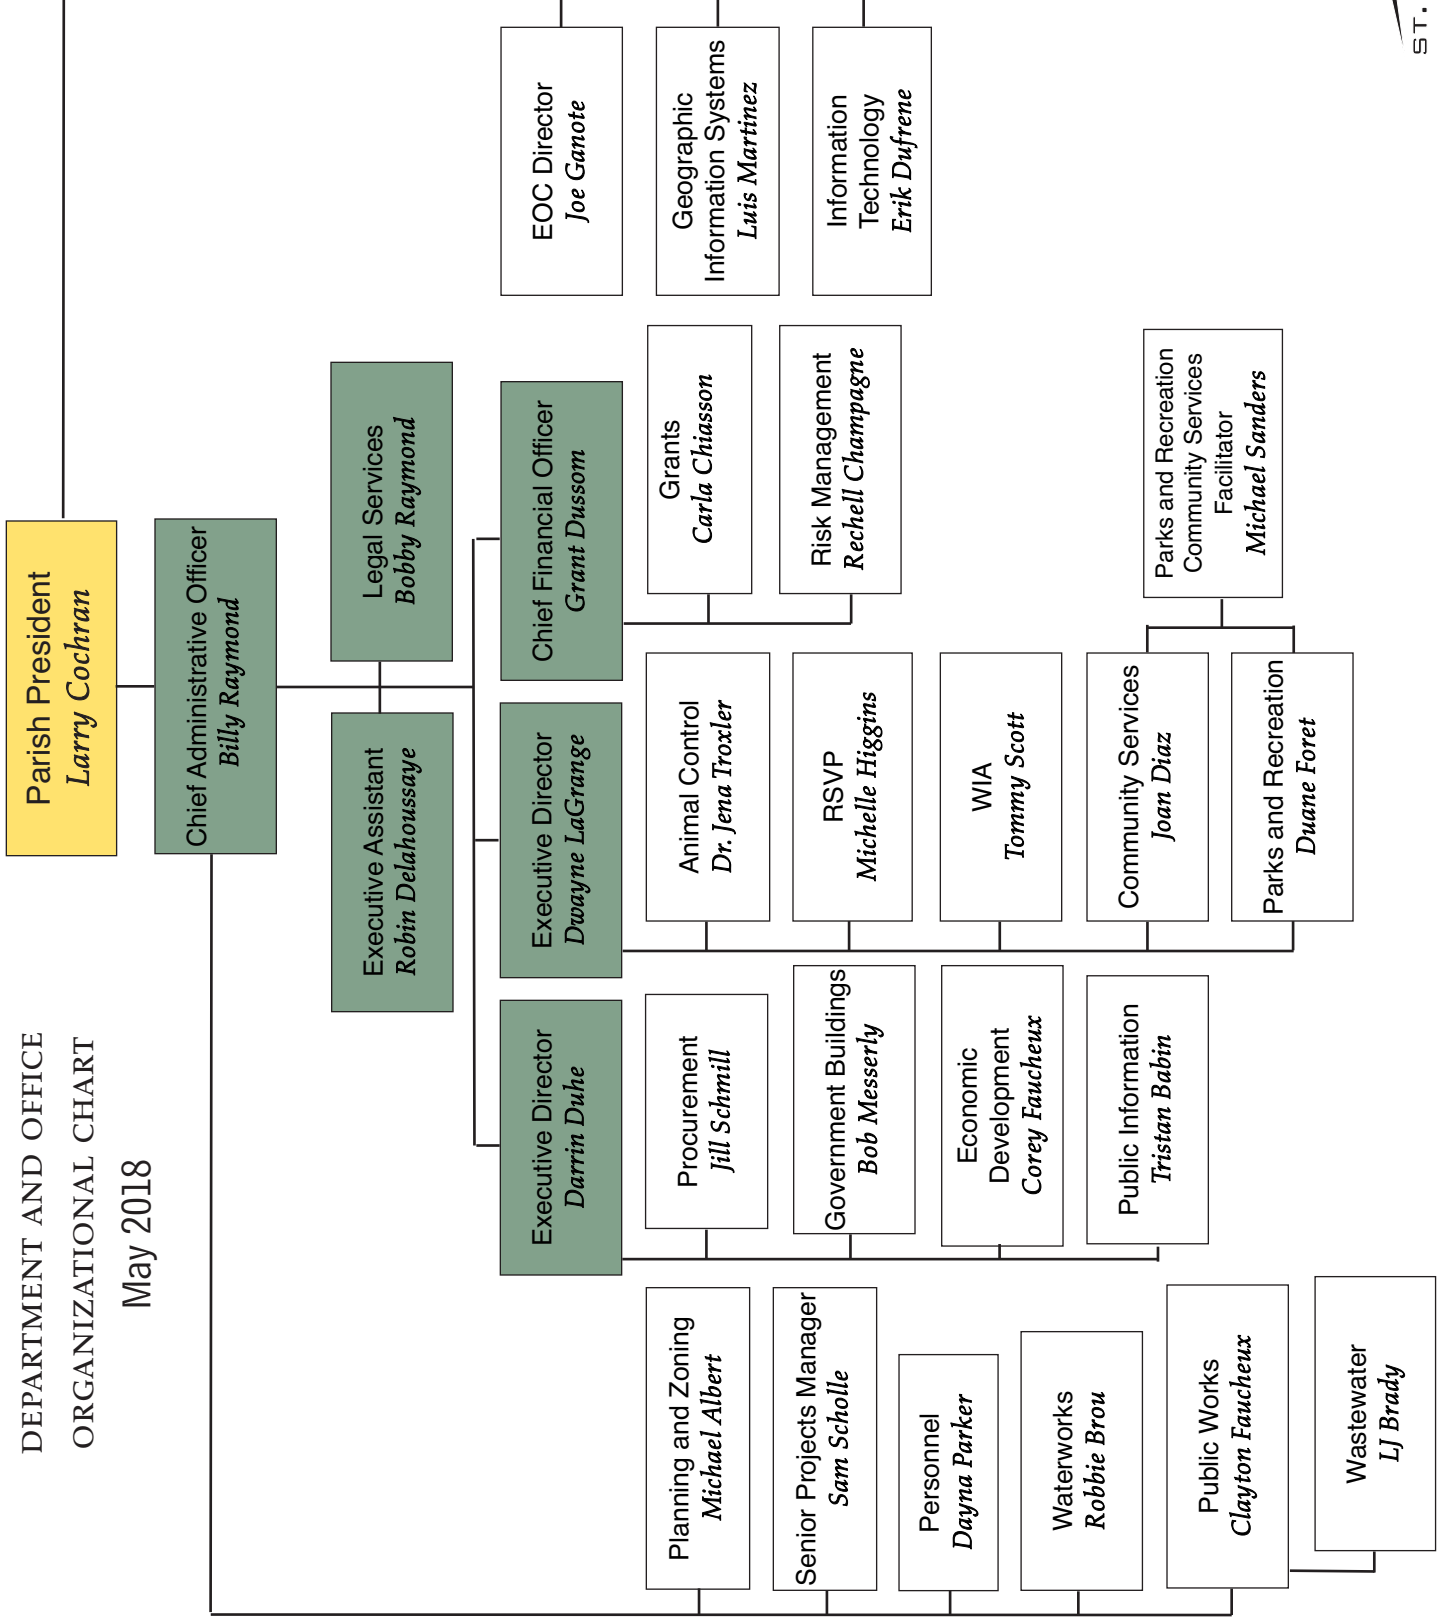 DEPARTMENT AND OFFICE
ORGANIZATIONAL CHART
May 2018
Parish President
Larry Cochran
Chief Administrative Officer
Billy Raymond
Executive Assistant
Robin Delahoussaye
Legal Services
Bobby Raymond
Executive Director
Darrin Duhe
Executive Director
Dwayne LaGrange
Chief Financial Officer
Grant Dussom
EOC Director
Joe Ganote
Planning and Zoning
Michael Albert
Senior Projects Manager
Sam Scholle
Personnel
Dayna Parker
Waterworks
Robbie Brou
Public Works
Clayton Faucheux
Wastewater
LJ Brady
Procurement
Jill Schmill
Government Buildings
Bob Messerly
Economic
Development
Corey Faucheux
Public Information
Tristan Babin
Animal Control
Dr. Jena Troxler
RSVP
Michelle Higgins
WIA
Tommy Scott
Community Services
Joan Diaz
Parks and Recreation
Duane Foret
Grants
Carla Chiasson
Risk Management
Rechell Champagne
Parks and Recreation
Community Services
Facilitator
Michael Sanders
Geographic
Information Systems
Luis Martinez
Information
Technology
Erik Dufrene
ST.